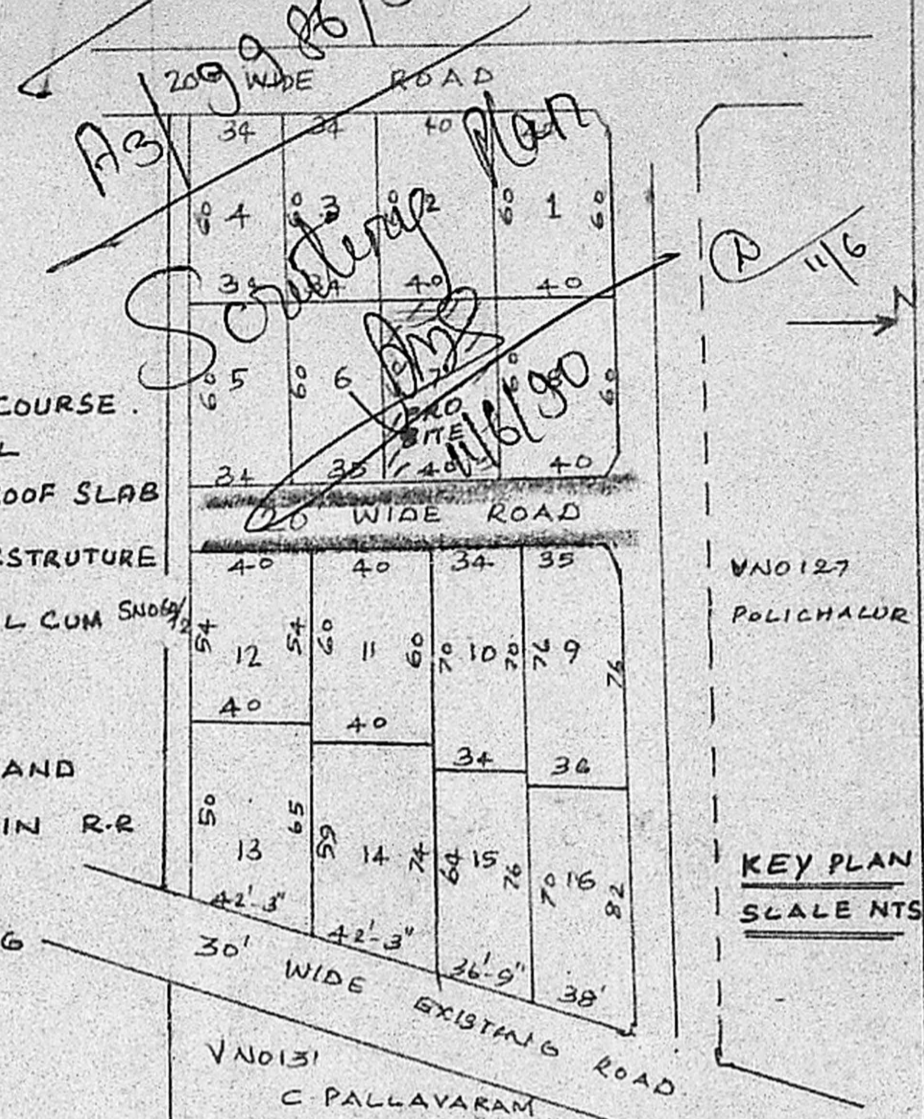 A3/
20 WIDE ROAD
34 34 40
60 4 60 3 2 60 1 60
34 34 40 40
Scrutiny Plan
11/6
N
60 5 60 6 7 60
PRO
SITE
11/6/90
34 35 40 40
20 WIDE ROAD
COURSE.
L
OOF SLAB
STRUTURE
L CUM
40 40 34 35
54 12 54 60 11 60 70 10 70 76 9 76
40 40 34 36
VNO 127
POLICHALUR
AND
IN R.R
50 13 65 59 14 74 64 15 76 70 16 82
42'-3" 42'-3" 36'-9" 38'
KEY PLAN
SLALE NTS
G
30' WIDE EXISTING ROAD
VNO131
C. PALLAVARAM